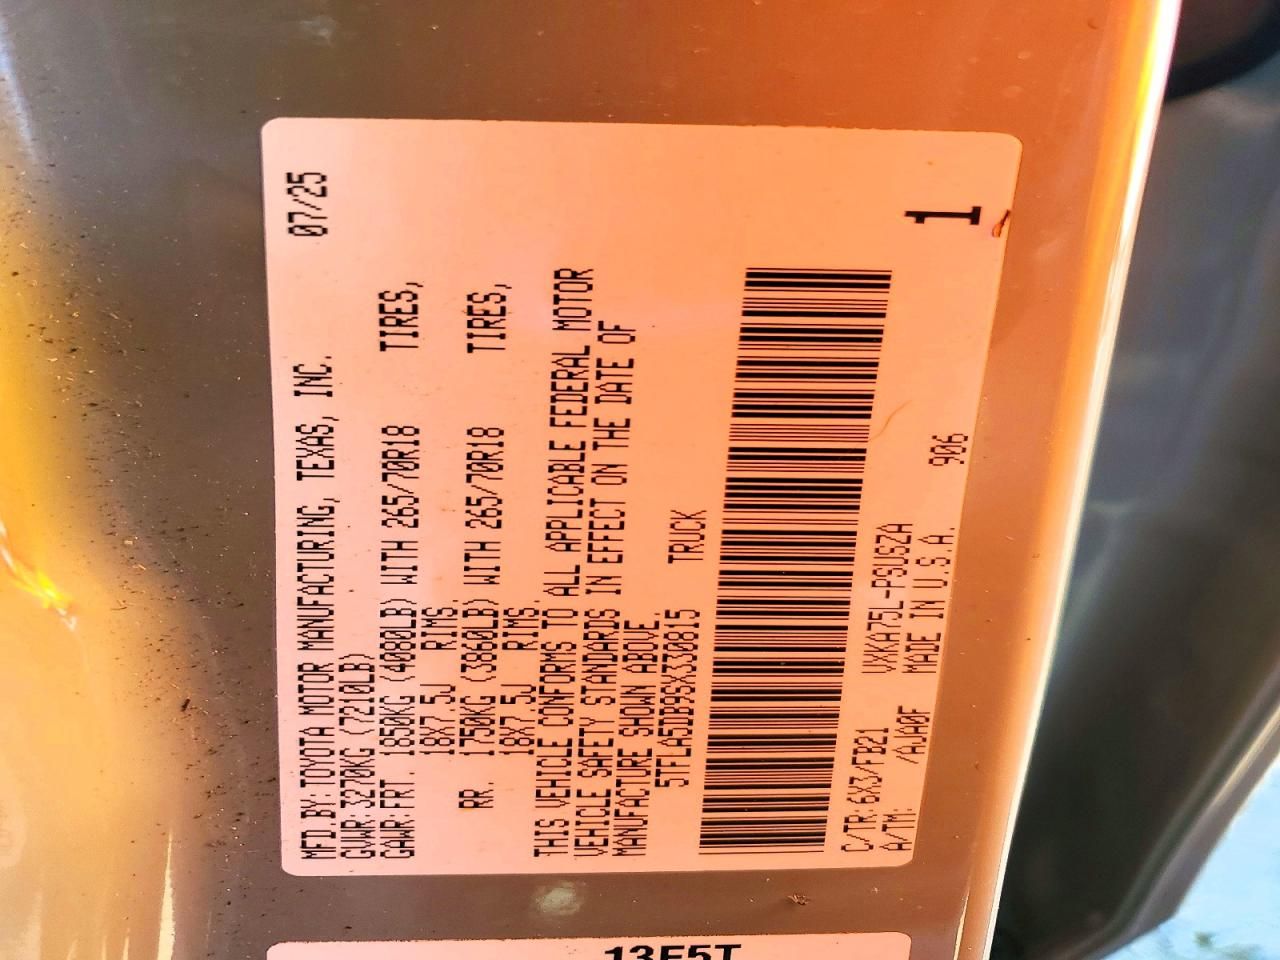 MFD.BY:TOYOTA MOTOR MANUFACTURING, TEXAS, INC. 07/25
GVWR:3270KG (7210LB)
GAWR:FRT. 1850KG (4080LB) WITH 265/70R18 TIRES,
18X7.5J RIMS,
RR. 1750KG (3860LB) WITH 265/70R18 TIRES,
18X7.5J RIMS.
THIS VEHICLE CONFORMS TO ALL APPLICABLE FEDERAL MOTOR
VEHICLE SAFETY STANDARDS IN EFFECT ON THE DATE OF
MANUFACTURE SHOWN ABOVE.
5TFLA5DB9SX330815 TRUCK
C/TR:6X3/FB21 VXKA75L-PSUSZA
A/TM: /AJA0F MADE IN U.S.A. 906
1
13E5T